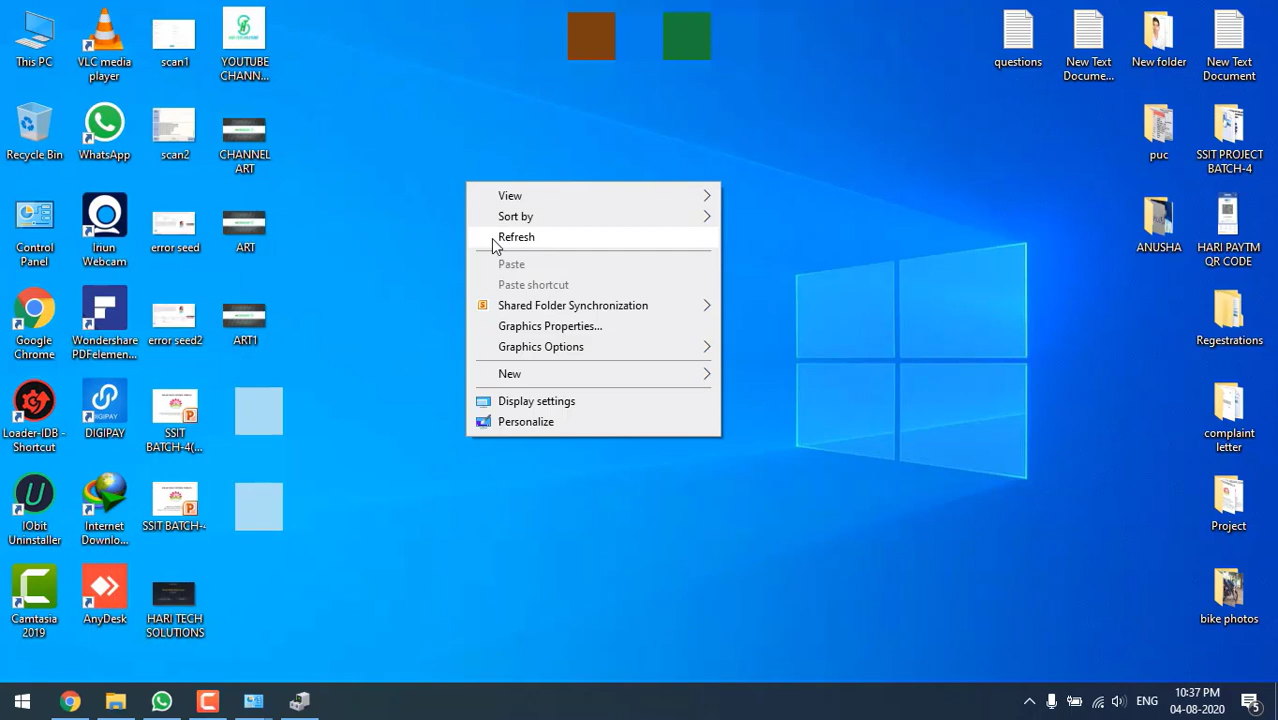 This PC
VLC media
player
scan1
YOUTUBE
CHANN...
questions
New Text
Docume...
New folder
New Text
Document
Recycle Bin
WhatsApp
scan2
CHANNEL
ART
puc
SSIT PROJECT
BATCH-4
Control
Panel
Iriun
Webcam
error seed
ART
ANUSHA
HARI PAYTM
QR CODE
Google
Chrome
Wondershare
PDFelemen...
error seed2
ART1
Regestrations
Loader-IDB -
Shortcut
DIGIPAY
SSIT
BATCH-4(...
complaint
letter
IObit
Uninstaller
Internet
Downlo...
SSIT BATCH-4
Project
Camtasia
2019
AnyDesk
HARI TECH
SOLUTIONS
bike photos
View
Sort by
Refresh
Paste
Paste shortcut
Shared Folder Synchronization
Graphics Properties...
Graphics Options
New
Display settings
Personalize
ENG
10:37 PM
04-08-2020
5